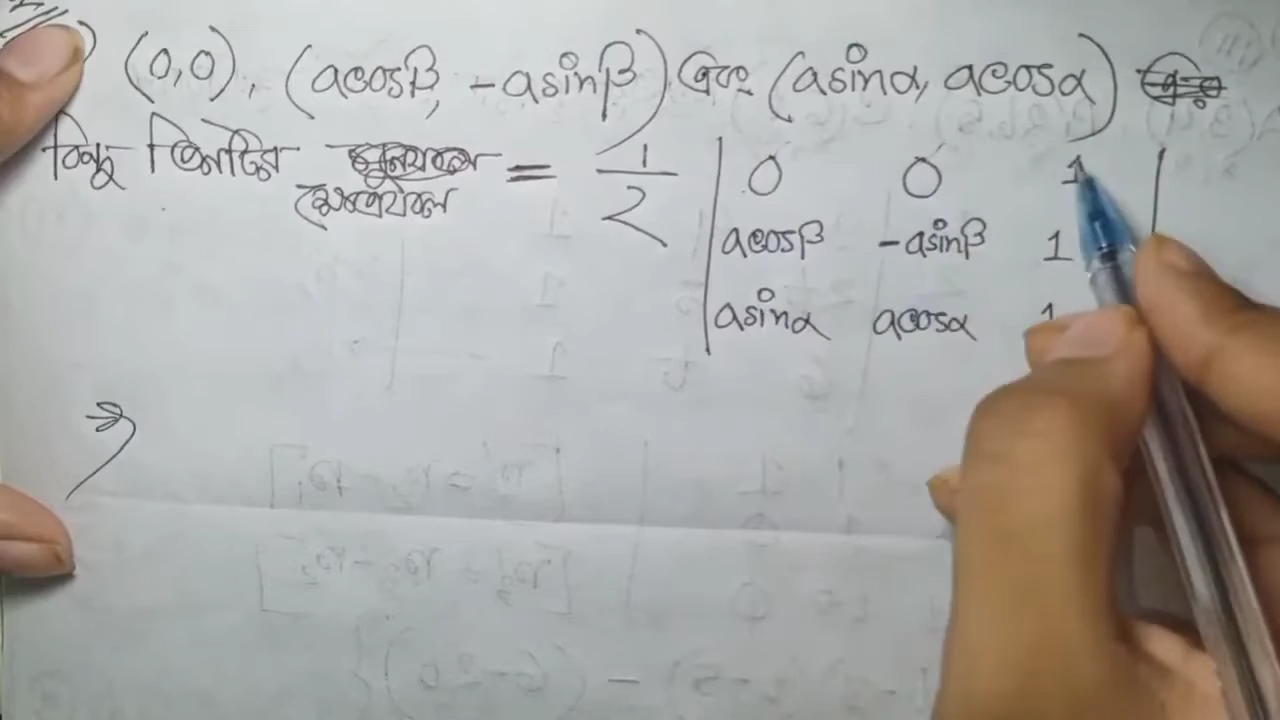 (0,0), (acosβ, -asinβ) এবং (asinα, acosα)
বিন্দু তিনটির
ক্ষেত্রফল = 1/2 | 0 0 1 |
acosβ -asinβ 1
asinα acosα 1